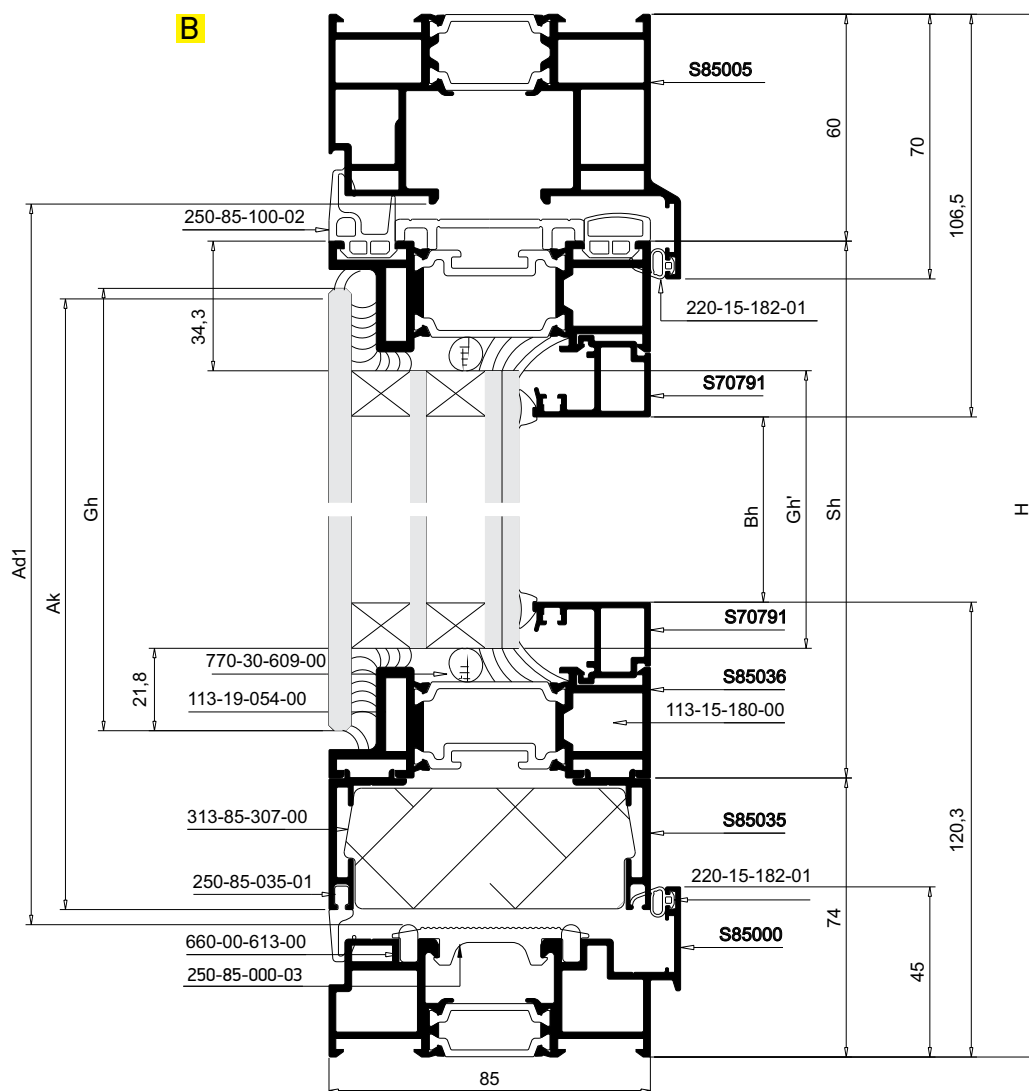 B
S85005
60
70
106,5
250-85-100-02
34,3
220-15-182-01
S70791
Gh
Ak
Ad1
Bh
Gh'
Sh
H
S70791
770-30-609-00
S85036
21,8
113-19-054-00
113-15-180-00
313-85-307-00
S85035
120,3
250-85-035-01
220-15-182-01
74
660-00-613-00
S85000
250-85-000-03
45
85